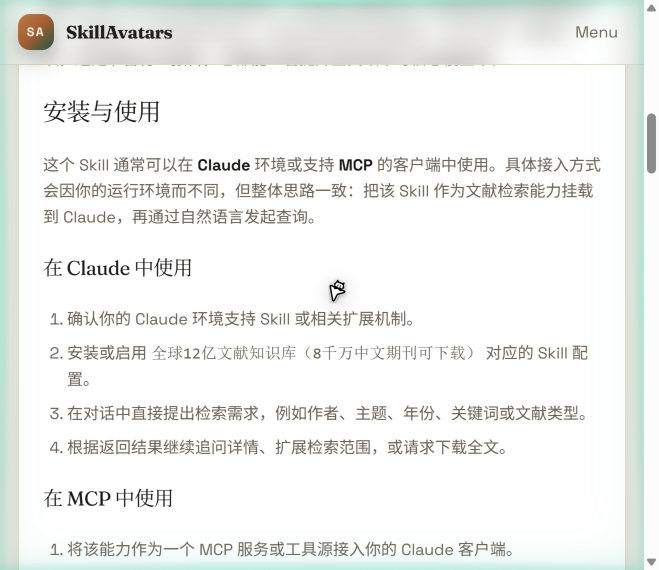 SA SkillAvatars Menu
安装与使用
这个 Skill 通常可以在 Claude 环境或支持 MCP 的客户端中使用。具体接入方式
会因你的运行环境而不同，但整体思路一致：把该 Skill 作为文献检索能力挂载
到 Claude，再通过自然语言发起查询。
在 Claude 中使用
1. 确认你的 Claude 环境支持 Skill 或相关扩展机制。
2. 安装或启用 全球12亿文献知识库（8千万中文期刊可下载） 对应的 Skill 配
置。
3. 在对话中直接提出检索需求，例如作者、主题、年份、关键词或文献类型。
4. 根据返回结果继续追问详情、扩展检索范围，或请求下载全文。
在 MCP 中使用
1. 将该能力作为一个 MCP 服务或工具源接入你的 Claude 客户端。